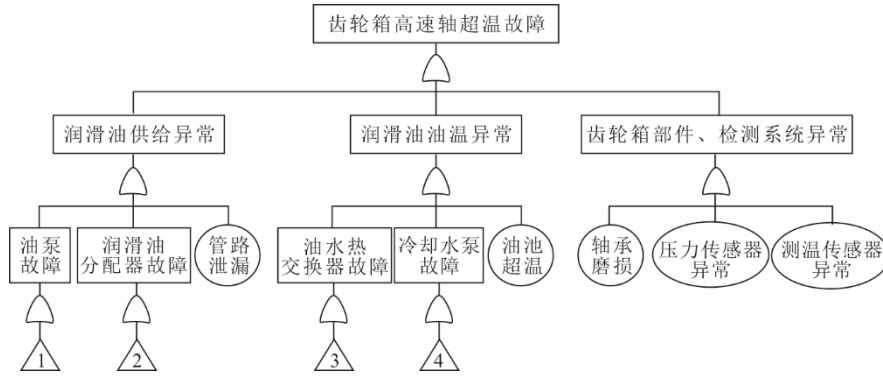 齿轮箱高速轴超温故障
润滑油供给异常
润滑油油温异常
齿轮箱部件、检测系统异常
油泵
故障
润滑油
分配器故障
管路
泄漏
油水热
交换器故障
冷却水泵
故障
油池
超温
轴承
磨损
压力传感器
异常
测温传感器
异常
1
2
3
4